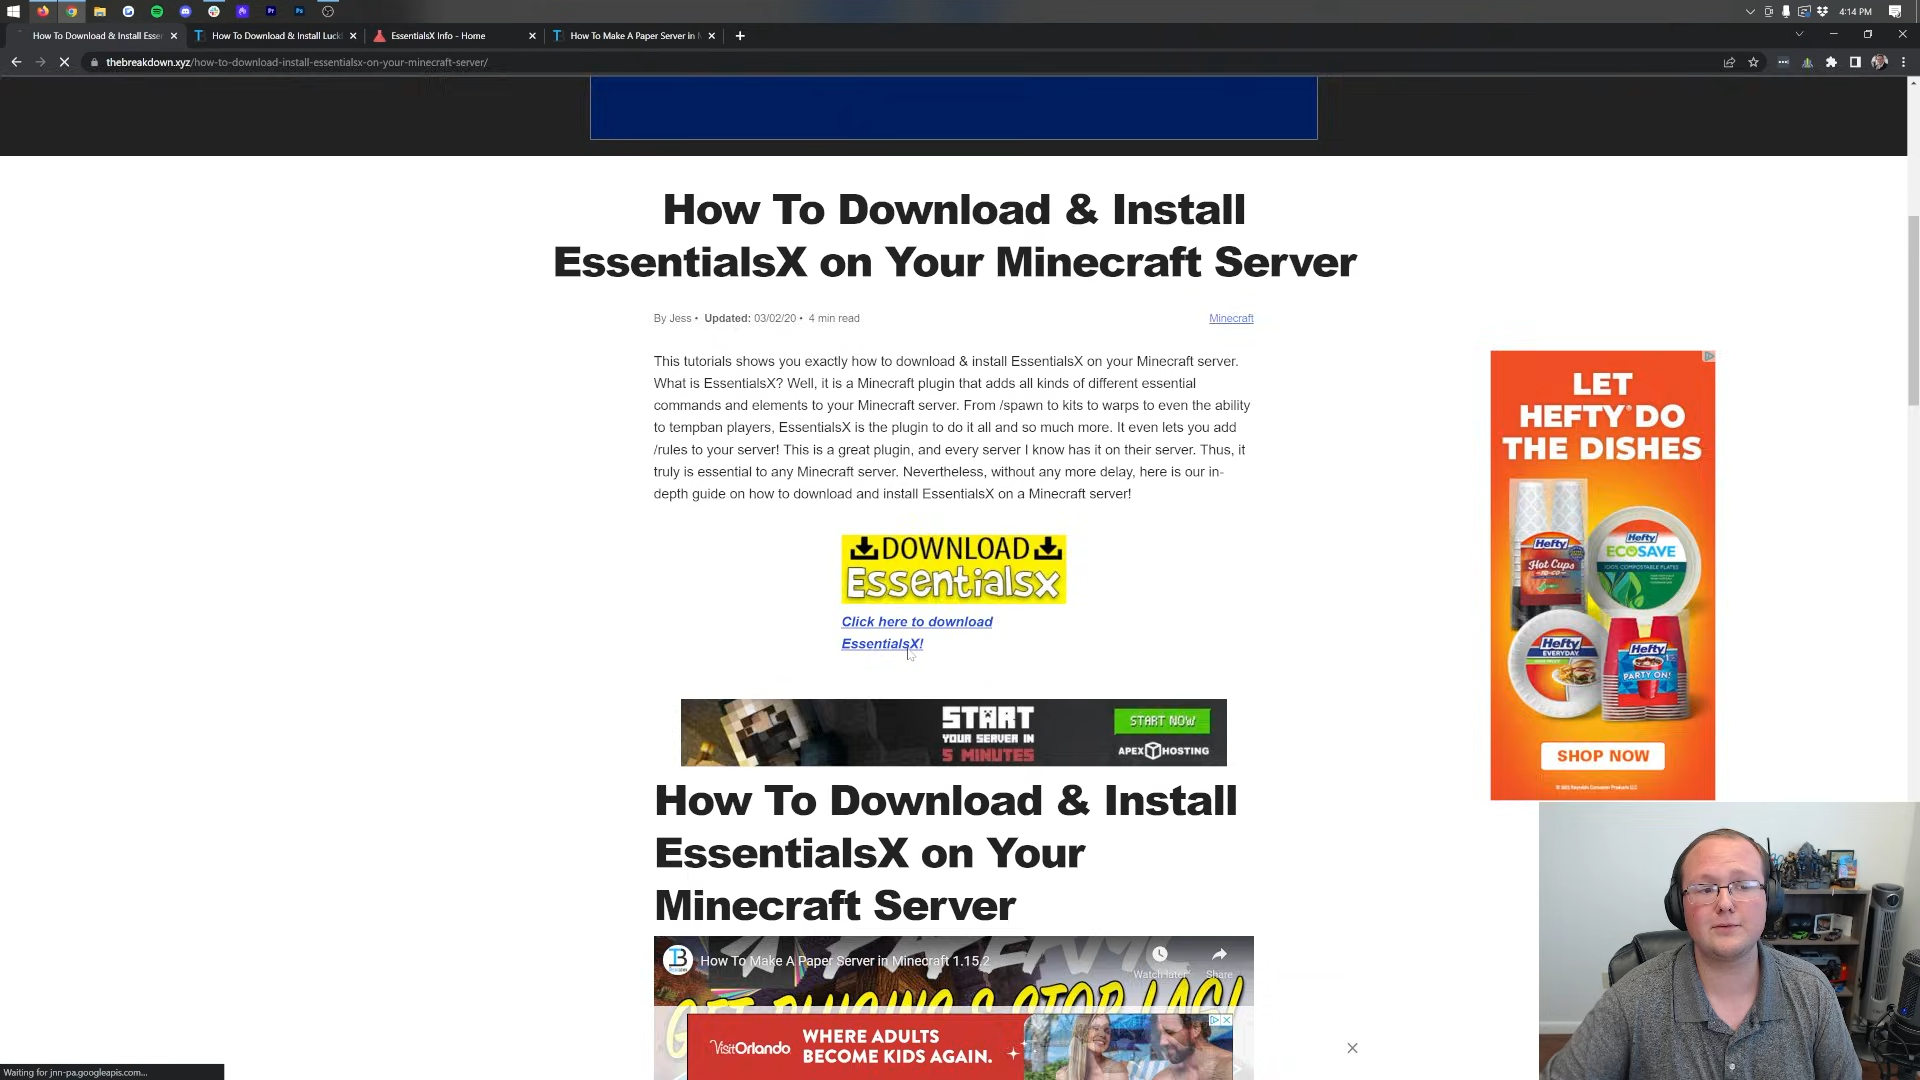 4:14 PM
How To Download & Install Esse
How To Download & Install Luck
EssentialsX Info - Home
How To Make A Paper Server in
thebreakdown.xyz/how-to-download-install-essentialsx-on-your-minecraft-server/
How To Download & Install
EssentialsX on Your Minecraft Server
By Jess • Updated: 03/02/20 • 4 min read
Minecraft
This tutorials shows you exactly how to download & install EssentialsX on your Minecraft server.
What is EssentialsX? Well, it is a Minecraft plugin that adds all kinds of different essential
commands and elements to your Minecraft server. From /spawn to kits to warps to even the ability
to tempban players, EssentialsX is the plugin to do it all and so much more. It even lets you add
/rules to your server! This is a great plugin, and every server I know has it on their server. Thus, it
truly is essential to any Minecraft server. Nevertheless, without any more delay, here is our in-
depth guide on how to download and install EssentialsX on a Minecraft server!
DOWNLOAD
Essentialsx
Click here to download
EssentialsX!
START
YOUR SERVER IN
5 MINUTES
START NOW
APEX HOSTING
How To Download & Install
EssentialsX on Your
Minecraft Server
How To Make A Paper Server in Minecraft 1.15.2
Watch later
Share
GET PLUGINS & STOP LAG!
VisitOrlando
WHERE ADULTS
BECOME KIDS AGAIN.
LET
HEFTY® DO
THE DISHES
Hefty
Hot Cups
Hefty
ECOSAVE
100% COMPOSTABLE PLATES
Hefty
EVERYDAY
Hefty
PARTY ON!
SHOP NOW
Waiting for jnn-pa.googleapis.com...